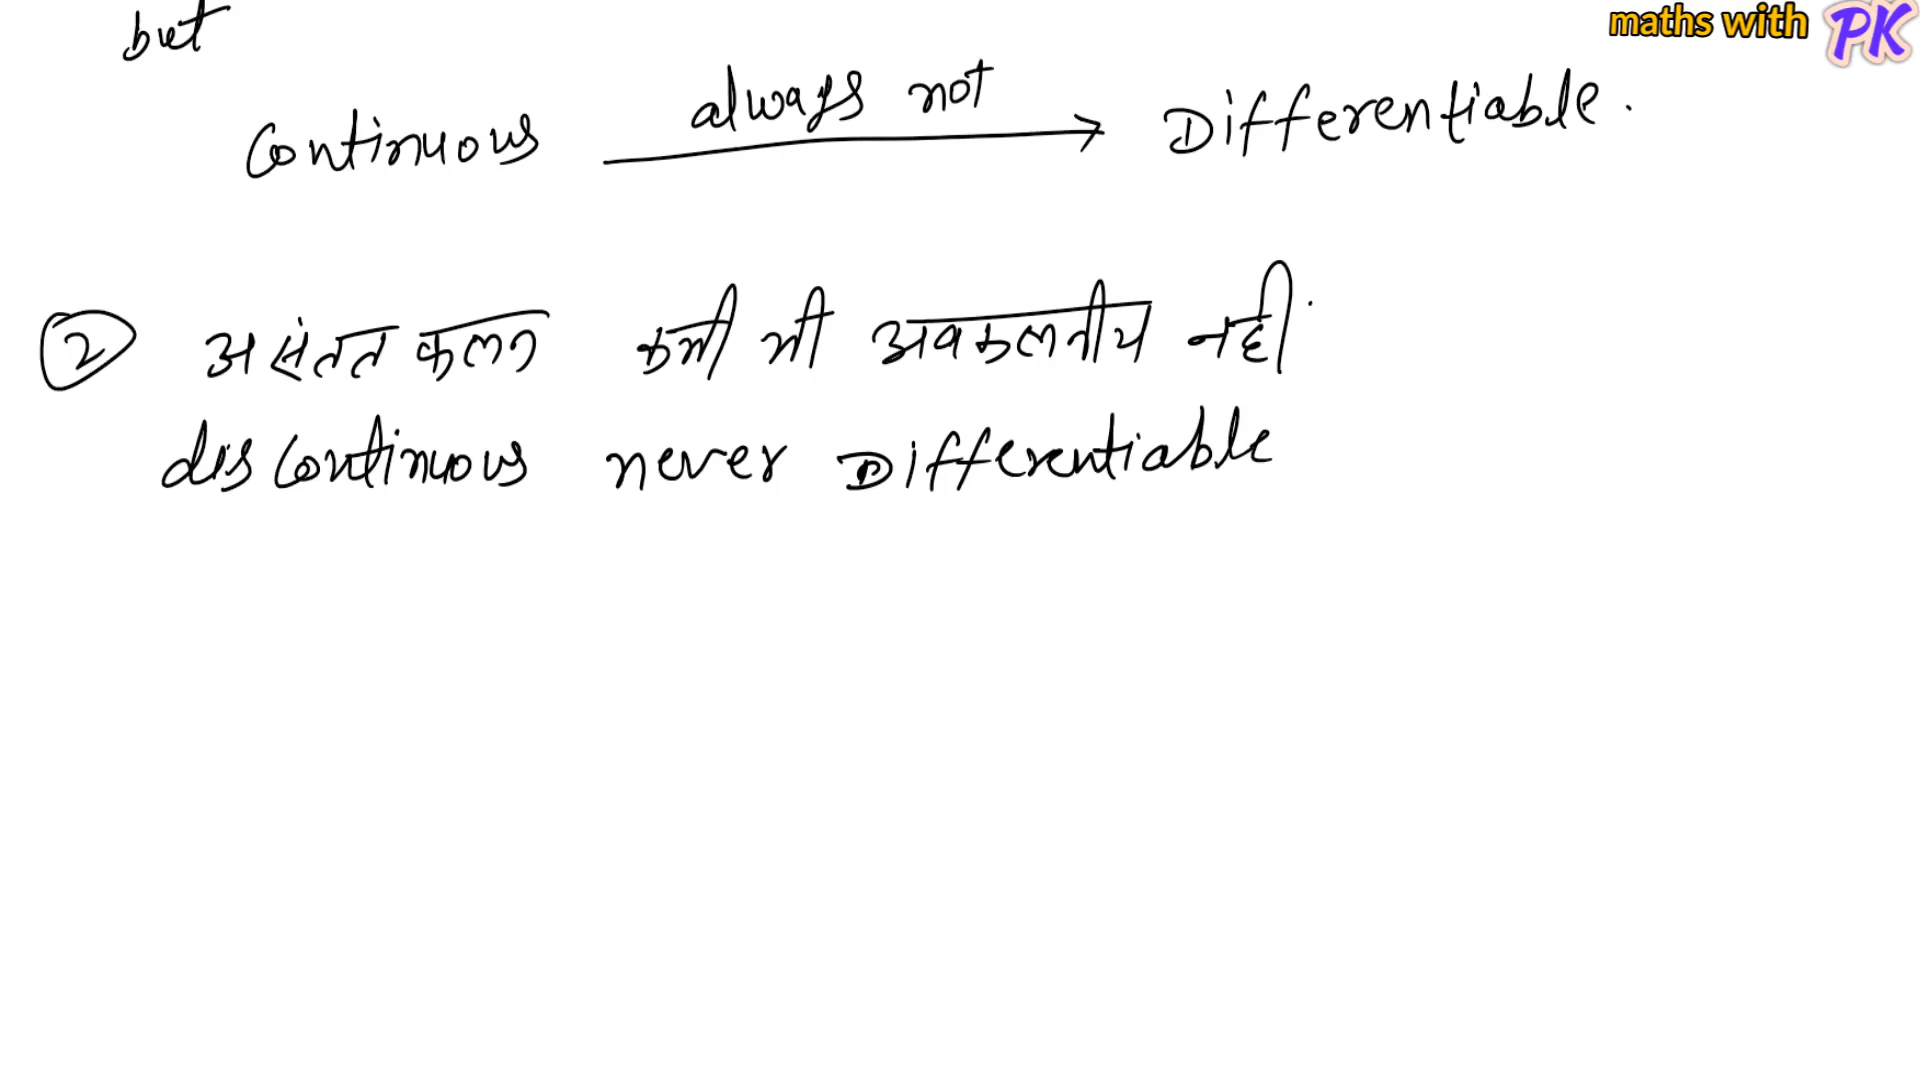 but
maths with PK
always not
Continuous → Differentiable.
② असंतत फलन कभी भी अवकलनीय नही.
discontinuous never Differentiable